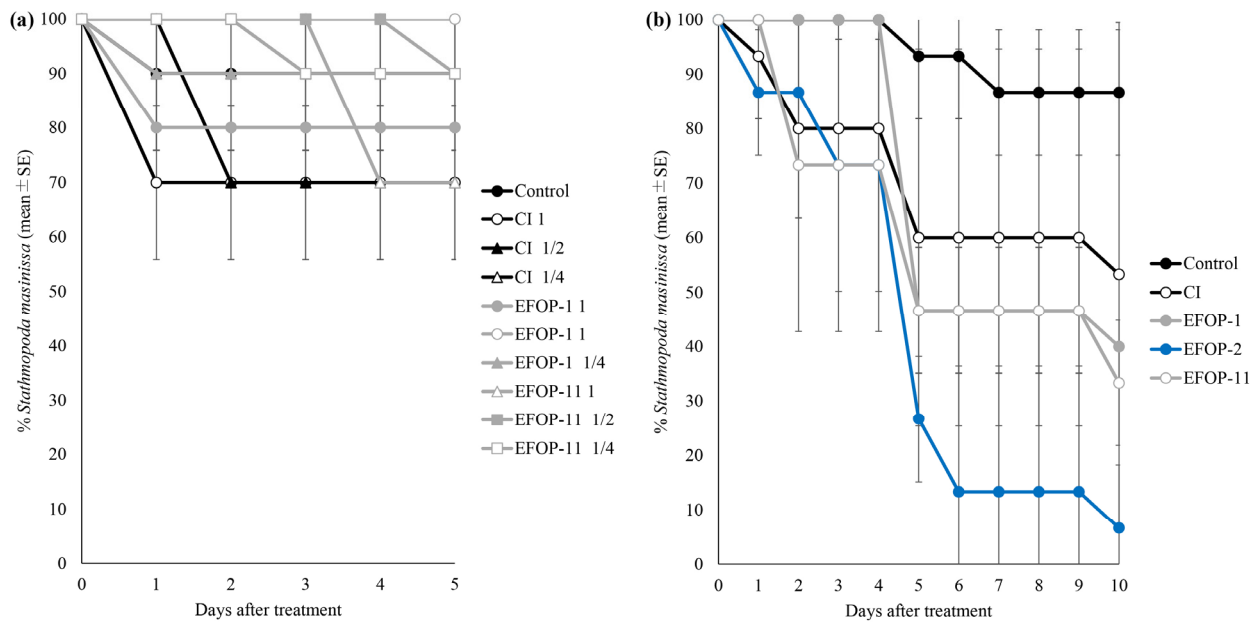 (a)
% Stathmopoda masinissa (mean ± SE)
100
90
80
70
60
50
40
30
20
10
0
0 1 2 3 4 5
Days after treatment
Control
CI 1
CI 1/2
CI 1/4
EFOP-1 1
EFOP-1 1
EFOP-1 1/4
EFOP-11 1
EFOP-11 1/2
EFOP-11 1/4
(b)
% Stathmopoda masinissa (mean ± SE)
100
90
80
70
60
50
40
30
20
10
0
0 1 2 3 4 5 6 7 8 9 10
Days after treatment
Control
CI
EFOP-1
EFOP-2
EFOP-11